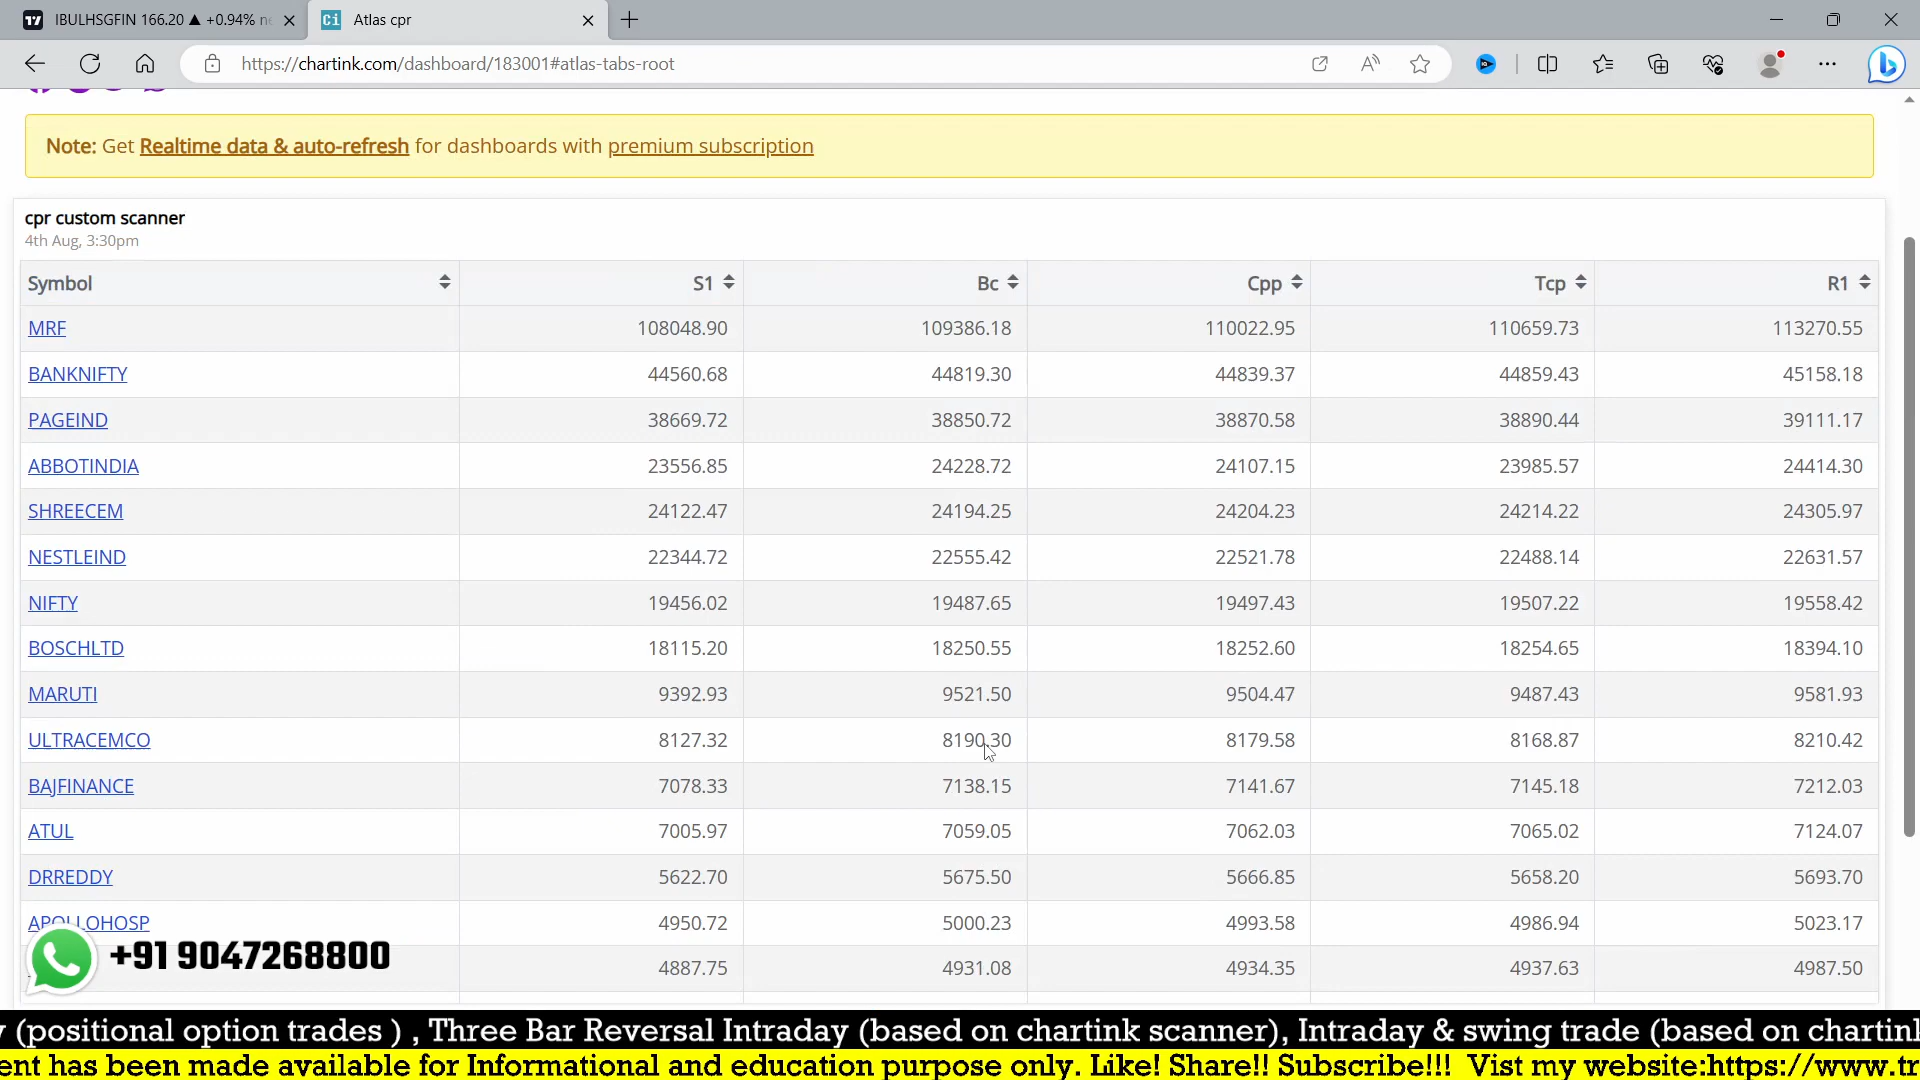 IBULHSGFIN 166.20 ▲ +0.94%
Atlas cpr
https://chartink.com/dashboard/183001#atlas-tabs-root
Note: Get Realtime data & auto-refresh for dashboards with premium subscription
cpr custom scanner
4th Aug, 3:30pm
Symbol S1 Bc Cpp Tcp R1
MRF 108048.90 109386.18 110022.95 110659.73 113270.55
BANKNIFTY 44560.68 44819.30 44839.37 44859.43 45158.18
PAGEIND 38669.72 38850.72 38870.58 38890.44 39111.17
ABBOTINDIA 23556.85 24228.72 24107.15 23985.57 24414.30
SHREECEM 24122.47 24194.25 24204.23 24214.22 24305.97
NESTLEIND 22344.72 22555.42 22521.78 22488.14 22631.57
NIFTY 19456.02 19487.65 19497.43 19507.22 19558.42
BOSCHLTD 18115.20 18250.55 18252.60 18254.65 18394.10
MARUTI 9392.93 9521.50 9504.47 9487.43 9581.93
ULTRACEMCO 8127.32 8190.30 8179.58 8168.87 8210.42
BAJFINANCE 7078.33 7138.15 7141.67 7145.18 7212.03
ATUL 7005.97 7059.05 7062.03 7065.02 7124.07
DRREDDY 5622.70 5675.50 5666.85 5658.20 5693.70
APOLLOHOSP 4950.72 5000.23 4993.58 4986.94 5023.17
4887.75 4931.08 4934.35 4937.63 4987.50
+91 9047268800
(positional option trades ) , Three Bar Reversal Intraday (based on chartink scanner), Intraday & swing trade (based on chartink
ent has been made available for Informational and education purpose only. Like! Share!! Subscribe!!! Vist my website:https://www.tr